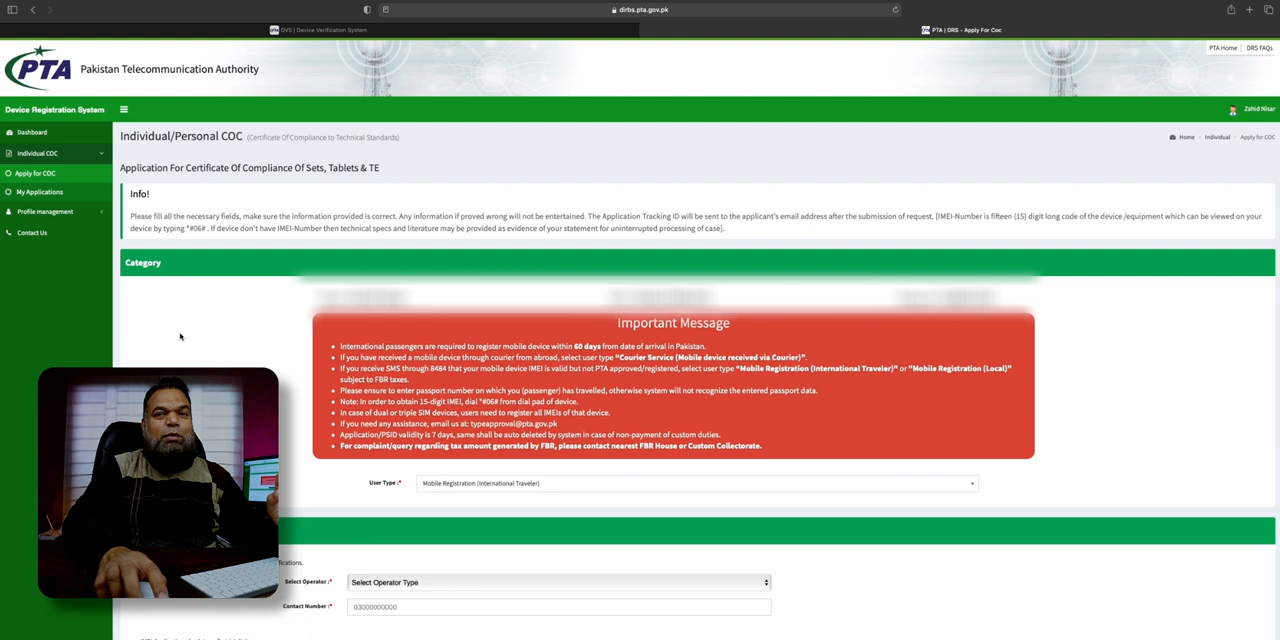 dirbs.pta.gov.pk
DVS | Device Verification System
PTA | DRS - Apply For Coc
PTA
Pakistan Telecommunication Authority
PTA Home | DRS FAQs
Device Registration System
Zahid Nisar
Dashboard
Individual COC
Apply for COC
My Applications
Profile management
Contact Us
Individual/Personal COC (Certificate Of Compliance to Technical Standards)
Home - Individual - Apply for COC
Application For Certificate Of Compliance Of Sets, Tablets & TE
Info!
Please fill all the necessary fields, make sure the information provided is correct. Any information if proved wrong will not be entertained. The Application Tracking ID will be sent to the applicant's email address after the submission of request. [IMEI-Number is fifteen (15) digit long code of the device /equipment which can be viewed on your
device by typing *#06# . If device don't have IMEI-Number then technical specs and literature may be provided as evidence of your statement for uninterrupted processing of case].
Category
Important Message
International passengers are required to register mobile device within 60 days from date of arrival in Pakistan.
If you have received a mobile device through courier from abroad, select user type "Courier Service (Mobile device received via Courier)".
If you receive SMS through 8484 that your mobile device IMEI is valid but not PTA approved/registered, select user type "Mobile Registration (International Traveler)" or "Mobile Registration (Local)"
subject to FBR taxes.
Please ensure to enter passport number on which you (passenger) has travelled, otherwise system will not recognize the entered passport data.
Note: In order to obtain 15-digit IMEI, dial *#06# from dial pad of device.
In case of dual or triple SIM devices, users need to register all IMEIs of that device.
If you need any assistance, email us at: typeapproval@pta.gov.pk
Application/PSID validity is 7 days, same shall be auto deleted by system in case of non-payment of custom duties.
For complaint/query regarding tax amount generated by FBR, please contact nearest FBR House or Custom Collectorate.
User Type :* Mobile Registration (International Traveler)
Select Operator :* Select Operator Type
Contact Number :* 03000000000